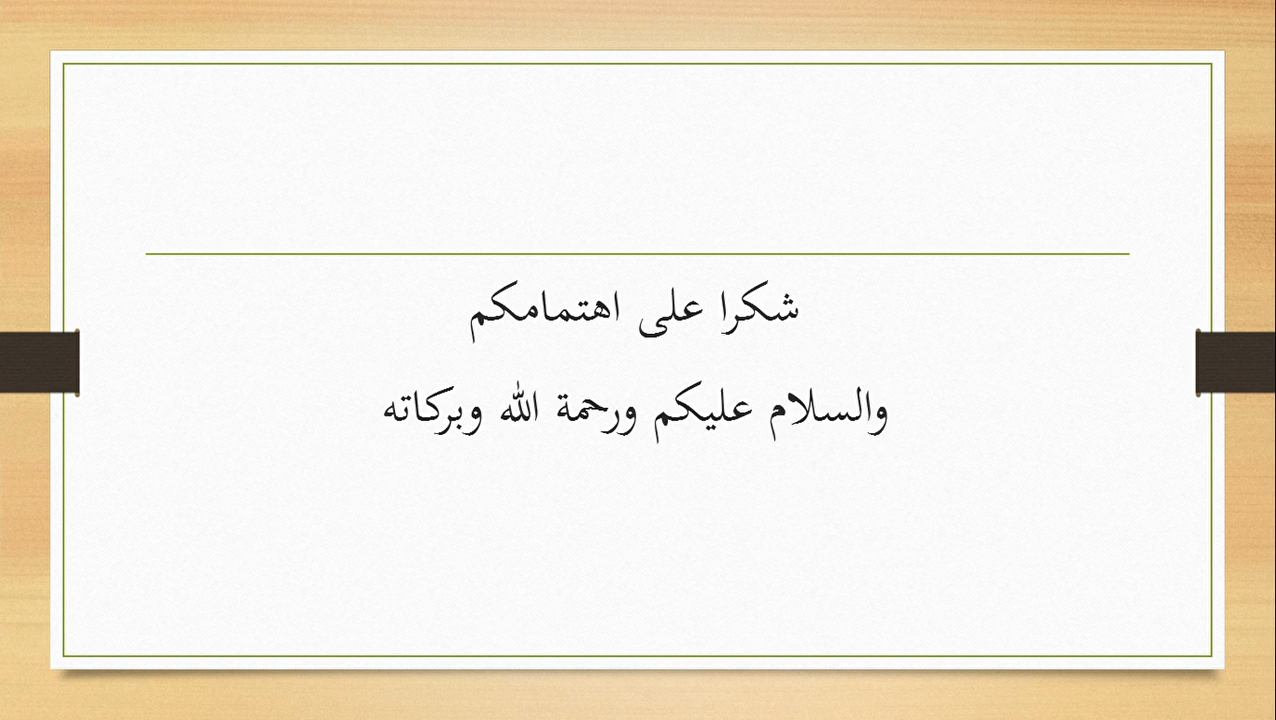 شكرا على اهتمامكم
والسلام عليكم ورحمة الله وبركاته